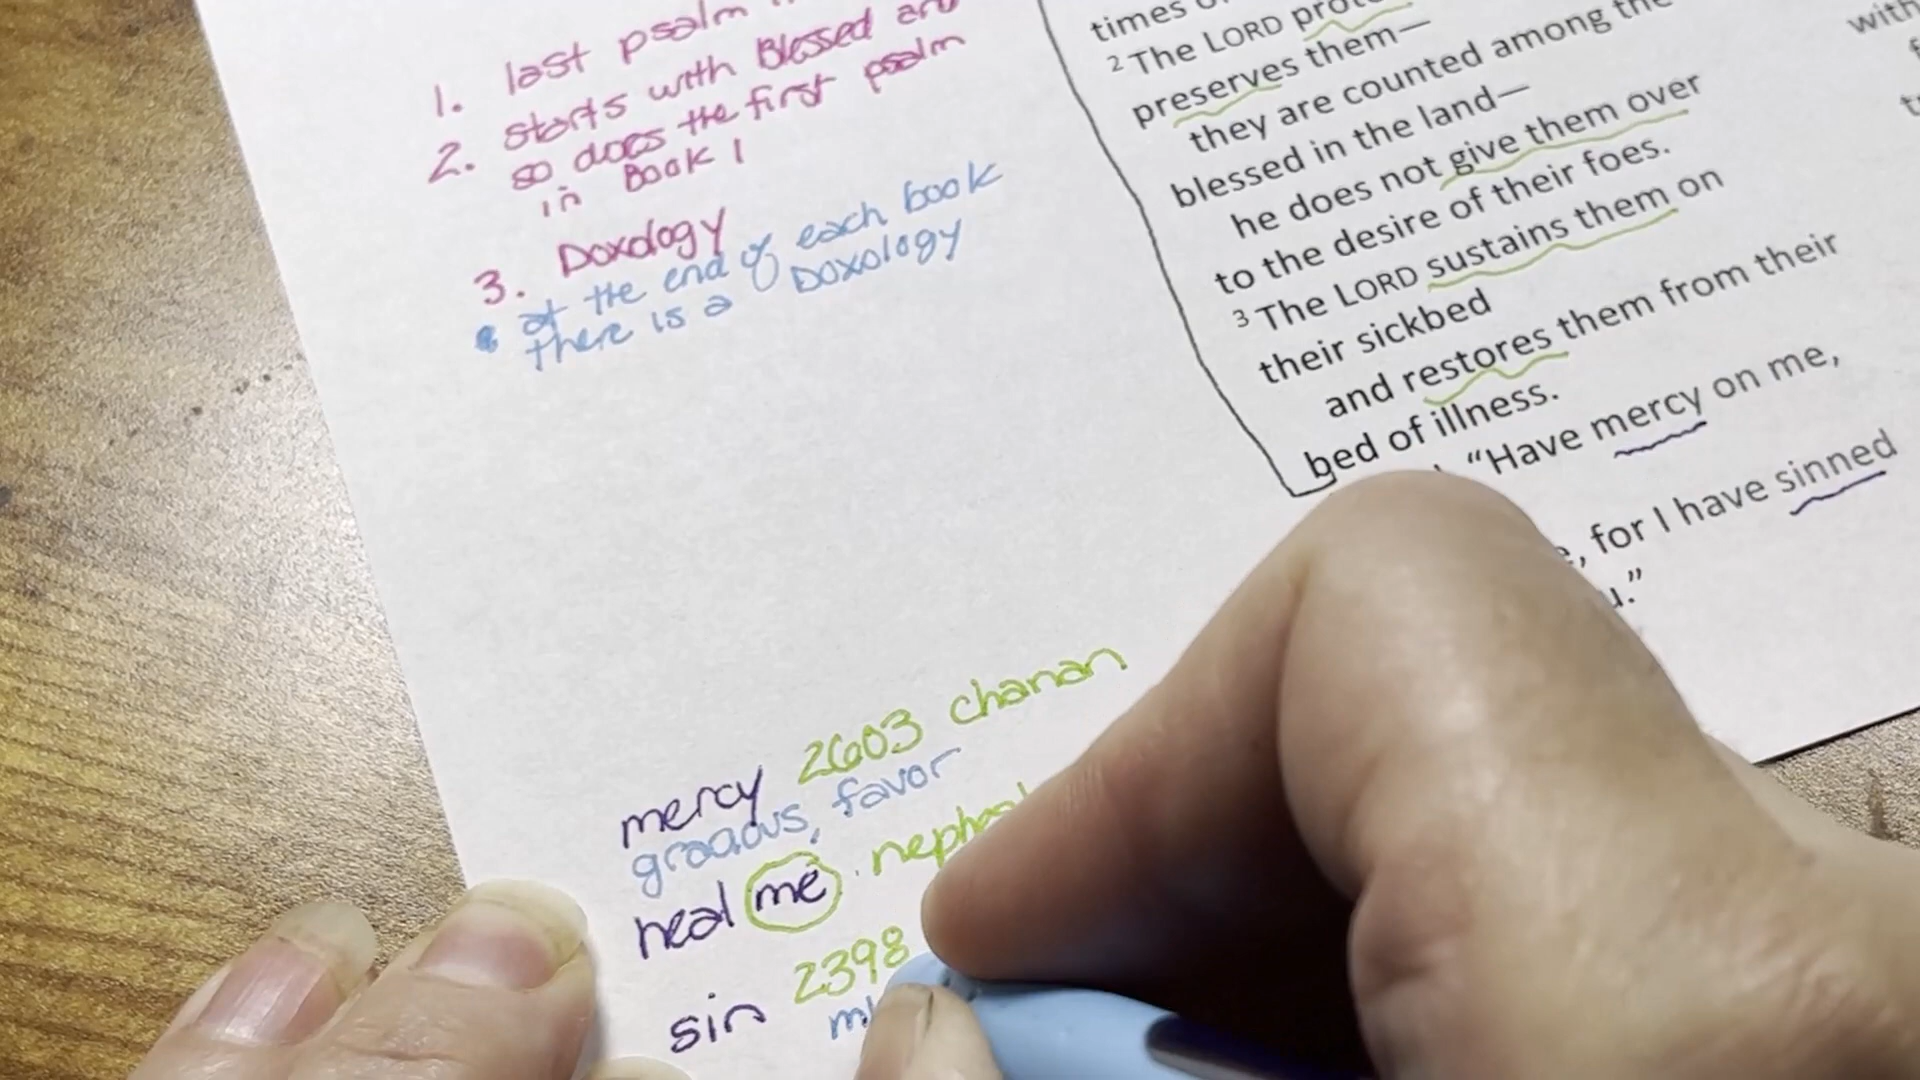 1. last psalm
2. starts with Blessed and
so does the first psalm
in Book 1
3. Doxology
at the end of each book
there is a Doxology
mercy 2603 chanan
gracious, favor
heal me
sin 2398
times
2 The LORD
preserves them—
they are counted among the
blessed in the land—
he does not give them over
to the desire of their foes.
3 The LORD sustains them on
their sickbed
and restores them from their
bed of illness.
“Have mercy on me,
for I have sinned
with